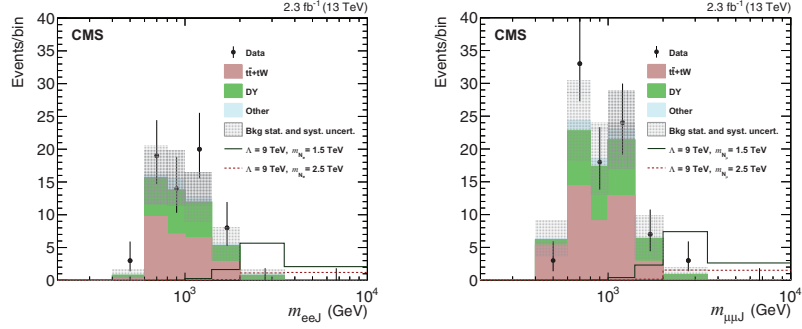 2.3 fb⁻¹ (13 TeV)
CMS
Events/bin
40
35
30
25
20
15
10
5
0
Data
tt̄+tW
DY
Other
Bkg stat. and syst. uncert.
Λ = 9 TeV, m_Ne = 1.5 TeV
Λ = 9 TeV, m_Ne = 2.5 TeV
10³
10⁴
m_eeJ (GeV)
2.3 fb⁻¹ (13 TeV)
CMS
Events/bin
40
35
30
25
20
15
10
5
0
Data
tt̄+tW
DY
Other
Bkg stat. and syst. uncert.
Λ = 9 TeV, m_Nμ = 1.5 TeV
Λ = 9 TeV, m_Nμ = 2.5 TeV
10³
10⁴
m_μμJ (GeV)